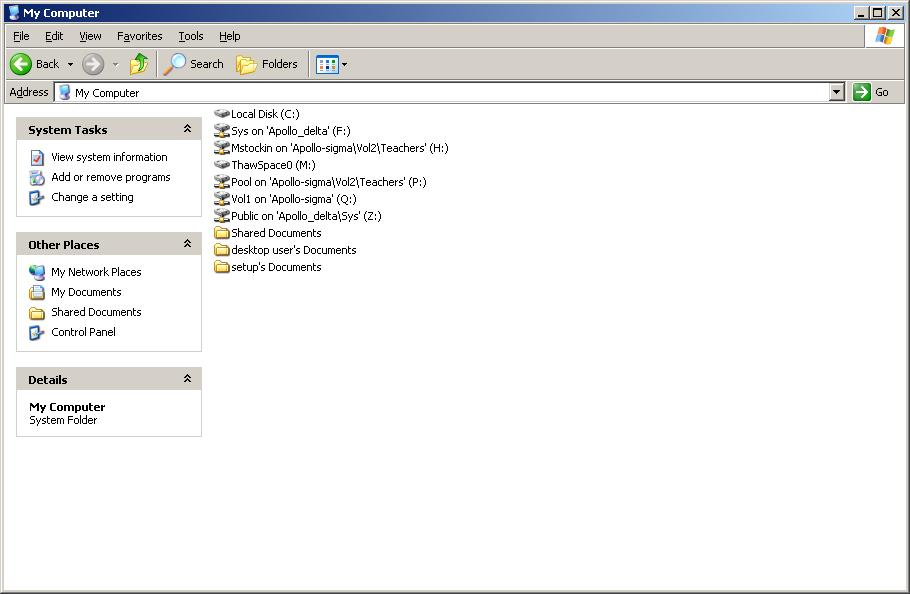 My Computer
File Edit View Favorites Tools Help
Back Search Folders
Address My Computer Go
System Tasks
View system information
Add or remove programs
Change a setting
Other Places
My Network Places
My Documents
Shared Documents
Control Panel
Details
My Computer
System Folder
Local Disk (C:)
Sys on 'Apollo_delta' (F:)
Mstockin on 'Apollo-sigma\Vol2\Teachers' (H:)
ThawSpace0 (M:)
Pool on 'Apollo-sigma\Vol2\Teachers' (P:)
Vol1 on 'Apollo-sigma' (Q:)
Public on 'Apollo_delta\Sys' (Z:)
Shared Documents
desktop user's Documents
setup's Documents